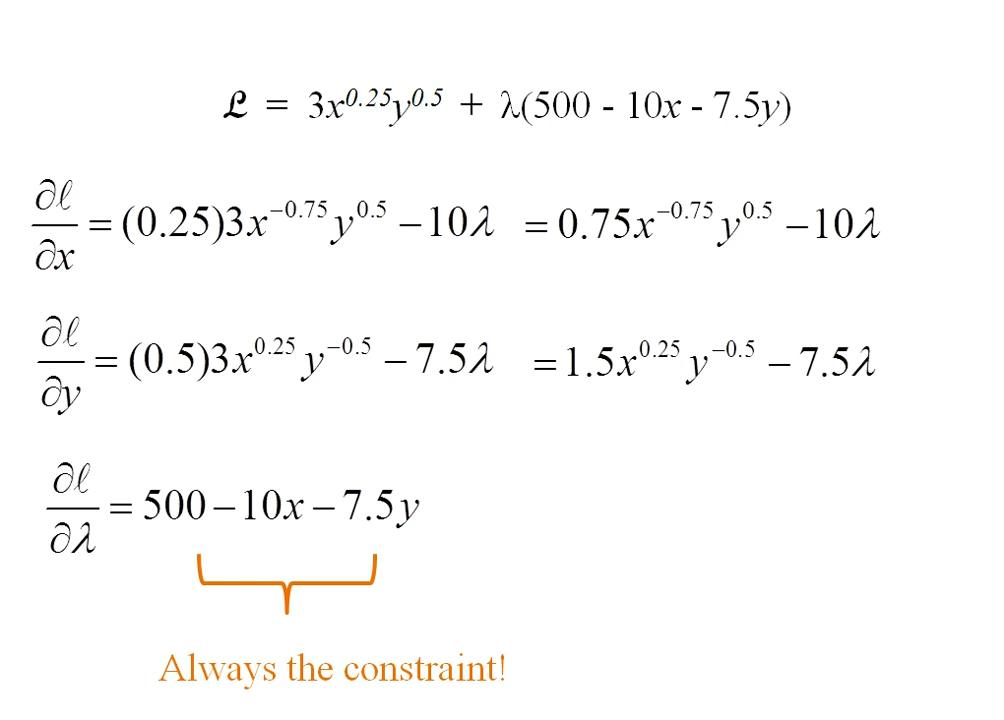 ℒ = 3x^0.25 y^0.5 + λ(500 - 10x - 7.5y)
∂ℓ/∂x = (0.25)3x^−0.75 y^0.5 − 10λ = 0.75x^−0.75 y^0.5 − 10λ
∂ℓ/∂y = (0.5)3x^0.25 y^−0.5 − 7.5λ = 1.5x^0.25 y^−0.5 − 7.5λ
∂ℓ/∂λ = 500 − 10x − 7.5y
Always the constraint!